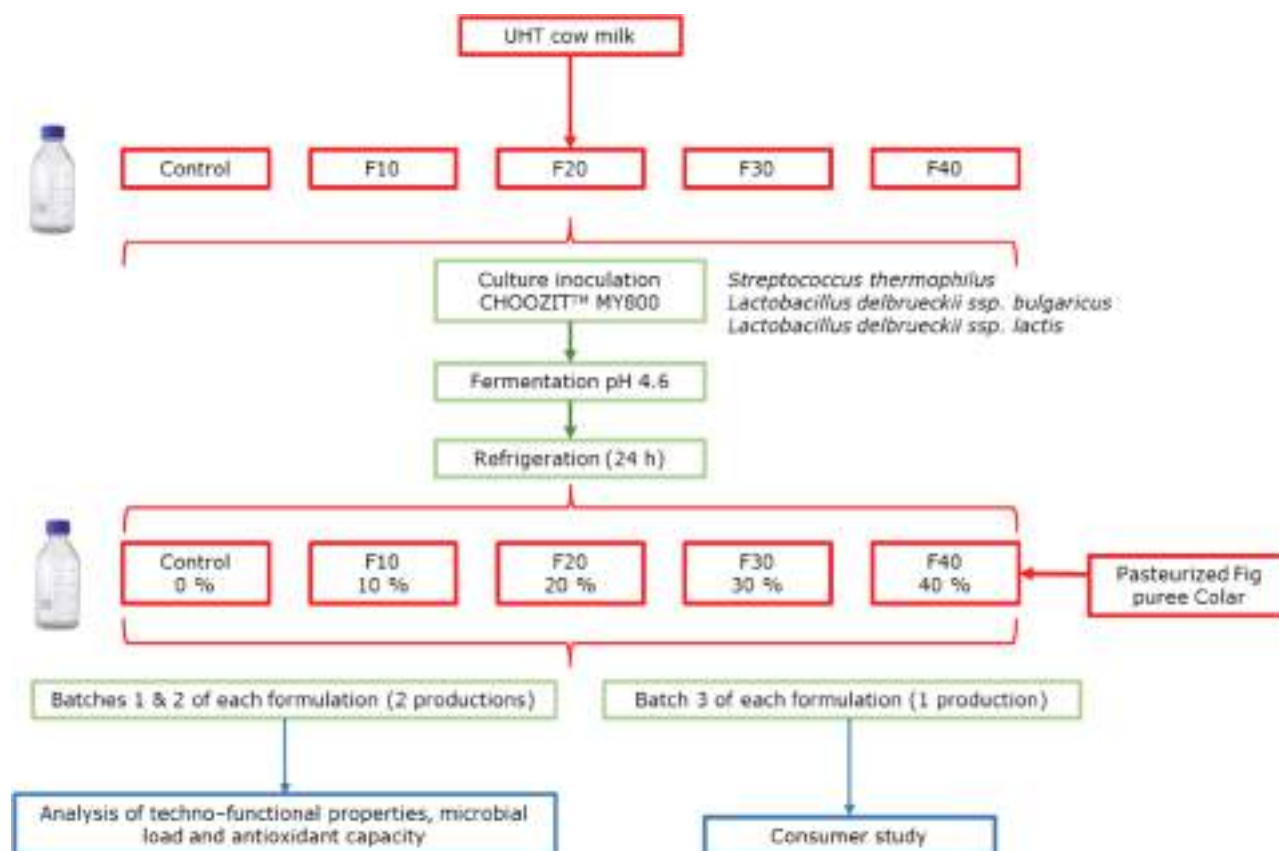 UHT cow milk
Control
F10
F20
F30
F40
Culture inoculation
CHOOZIT™ MY800
Streptococcus thermophilus
Lactobacillus delbrueckii ssp. bulgaricus
Lactobacillus delbrueckii ssp. lactis
Fermentation pH 4.6
Refrigeration (24 h)
Control
0 %
F10
10 %
F20
20 %
F30
30 %
F40
40 %
Pasteurized Fig
puree Colar
Batches 1 & 2 of each formulation (2 productions)
Batch 3 of each formulation (1 production)
Analysis of techno-functional properties, microbial
load and antioxidant capacity
Consumer study